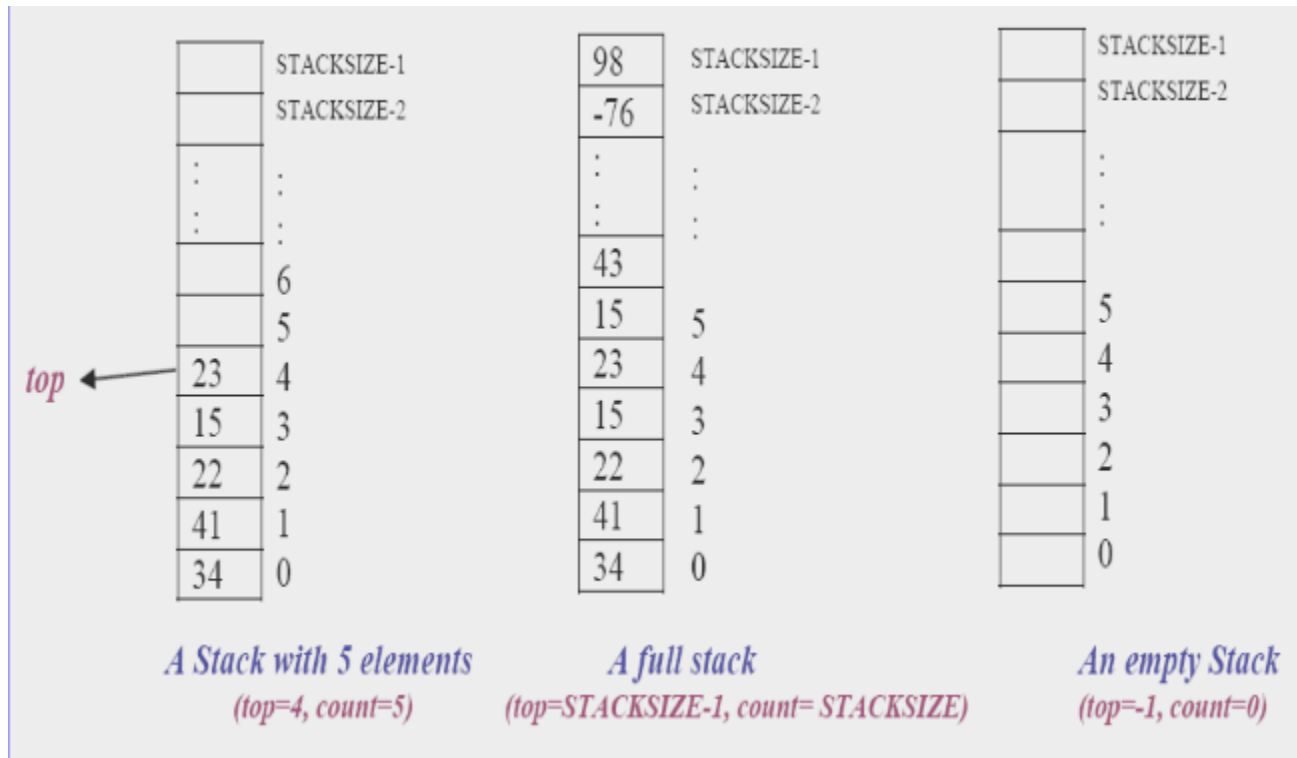 STACKSIZE-1
STACKSIZE-2
:
:
:
:
6
5
top
23 4
15 3
22 2
41 1
34 0
A Stack with 5 elements
(top=4, count=5)
98 STACKSIZE-1
-76 STACKSIZE-2
:
:
:
:
43
15 5
23 4
15 3
22 2
41 1
34 0
A full stack
(top=STACKSIZE-1, count= STACKSIZE)
STACKSIZE-1
STACKSIZE-2
:
:
5
4
3
2
1
0
An empty Stack
(top=-1, count=0)